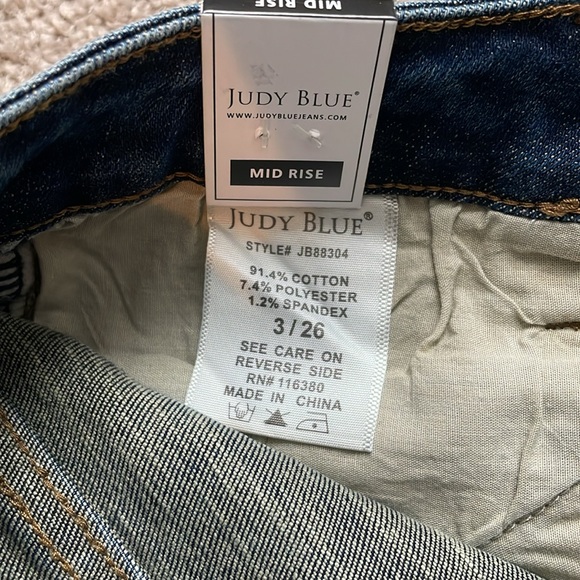 MID RISE
JUDY BLUE®
WWW.JUDYBLUEJEANS.COM
MID RISE
JUDY BLUE®
STYLE# JB88304
91.4% COTTON
7.4% POLYESTER
1.2% SPANDEX
3 / 26
SEE CARE ON
REVERSE SIDE
RN# 116380
MADE IN CHINA